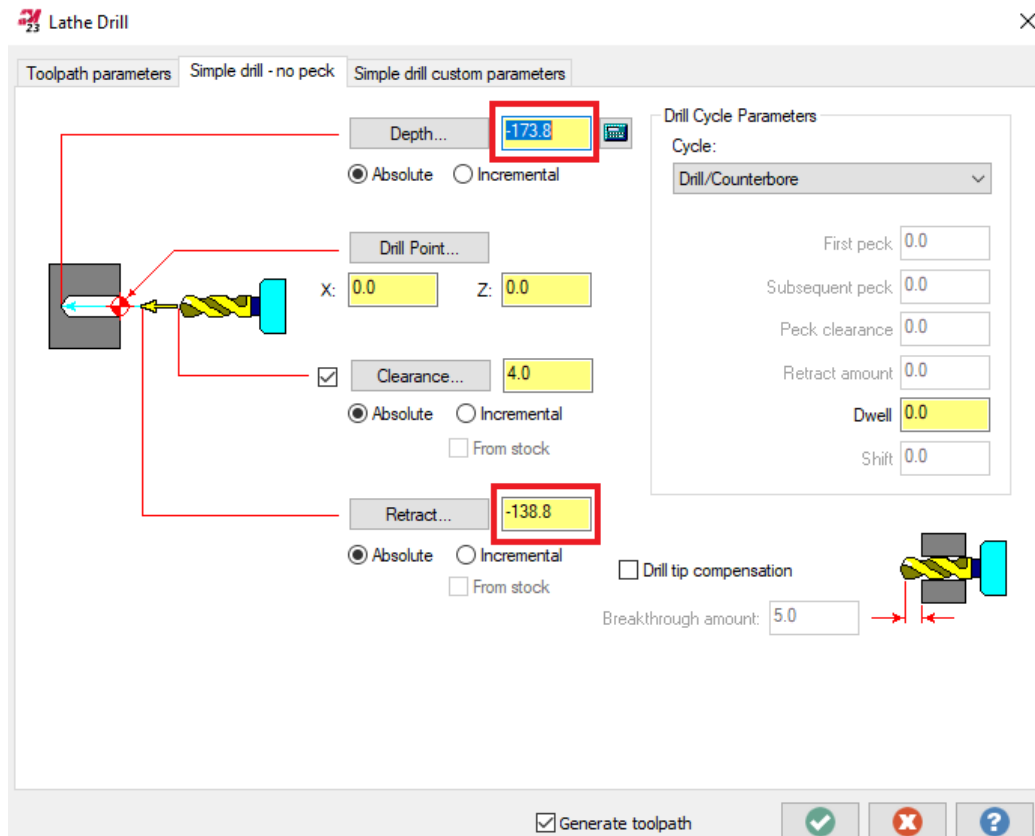 23 Lathe Drill
Toolpath parameters Simple drill - no peck Simple drill custom parameters
Depth... -173.8
Absolute Incremental
Drill Point...
X: 0.0 Z: 0.0
Clearance... 4.0
Absolute Incremental
From stock
Retract... -138.8
Absolute Incremental
From stock
Drill Cycle Parameters
Cycle:
Drill/Counterbore
First peck 0.0
Subsequent peck 0.0
Peck clearance 0.0
Retract amount 0.0
Dwell 0.0
Shift 0.0
Drill tip compensation
Breakthrough amount: 5.0
Generate toolpath
?